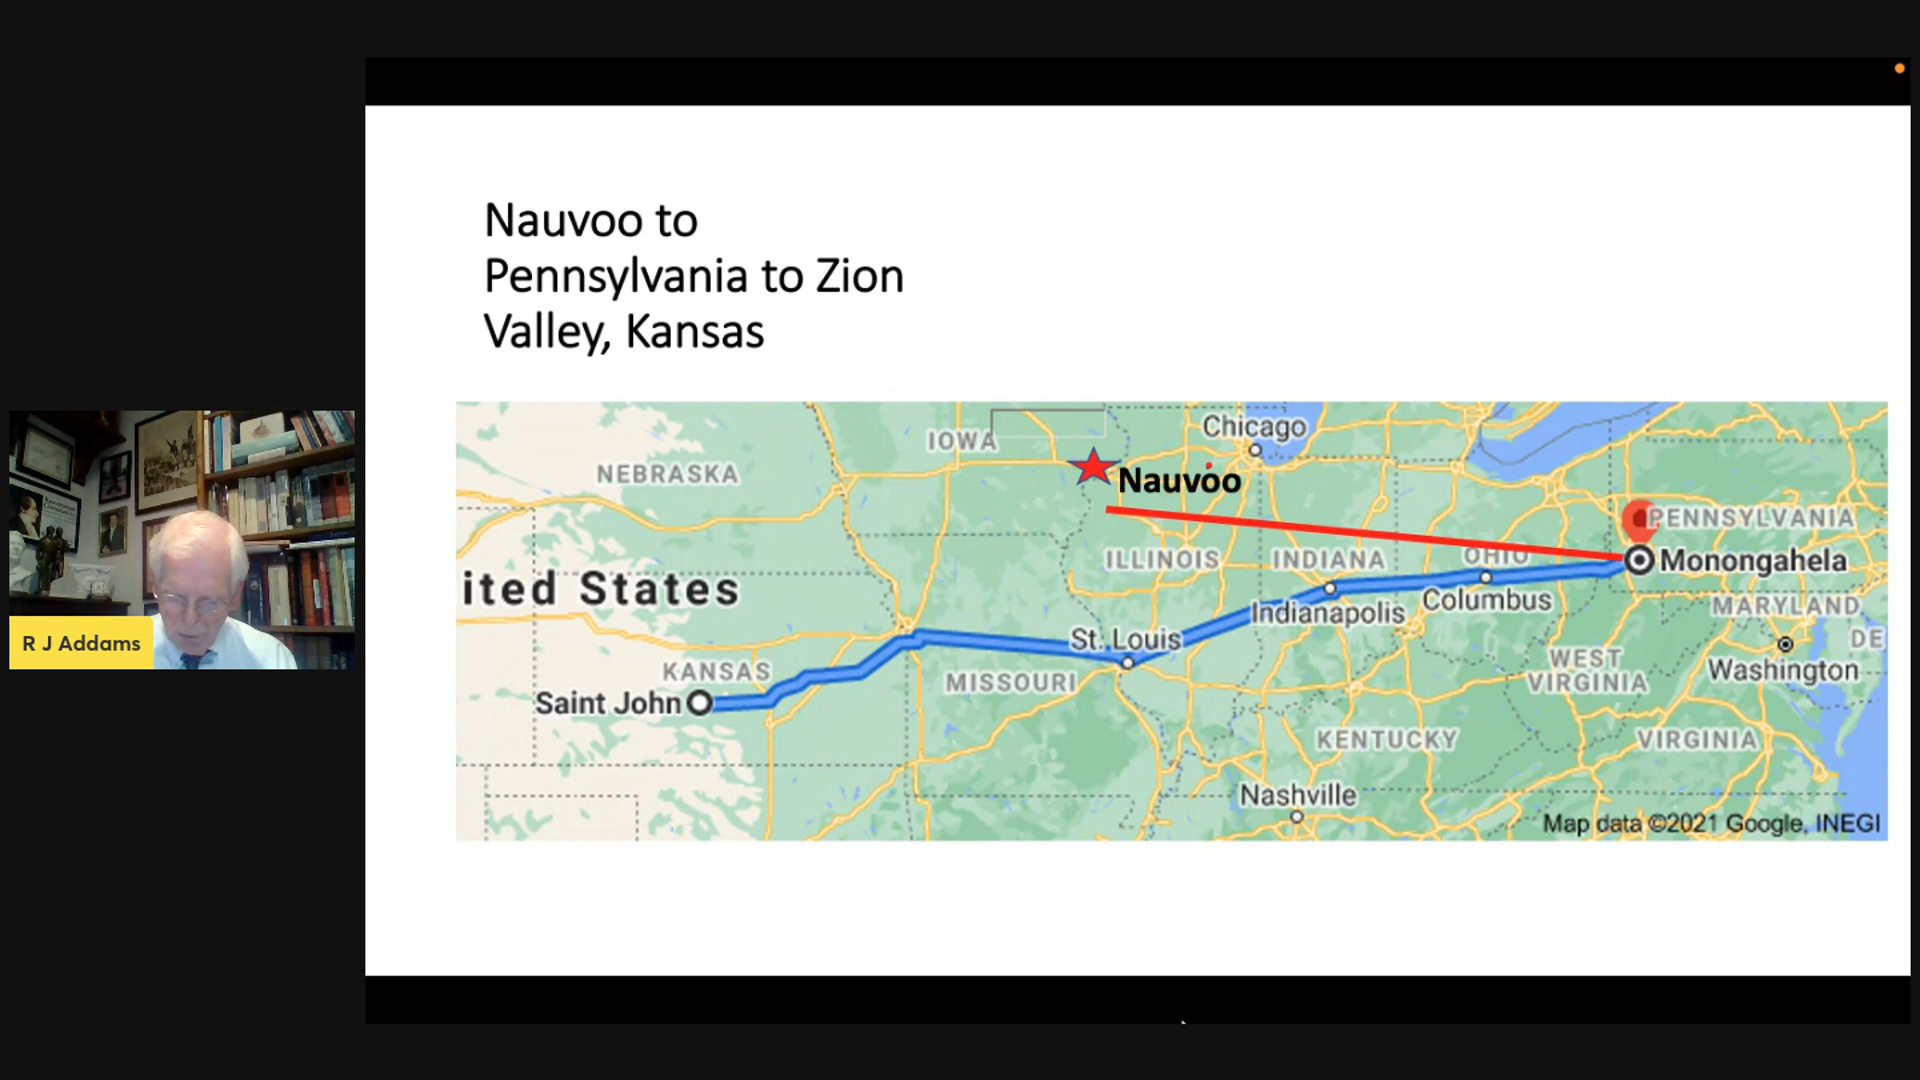 Nauvoo to
Pennsylvania to Zion
Valley, Kansas
Chicago
IOWA
NEBRASKA
Nauvoo
PENNSYLVANIA
ILLINOIS
INDIANA
OHIO
Monongahela
ited States
Columbus
Indianapolis
MARYLAND
St. Louis
DE
WEST
VIRGINIA
Washington
KANSAS
MISSOURI
Saint John
KENTUCKY
VIRGINIA
Nashville
Map data ©2021 Google, INEGI
R J Addams